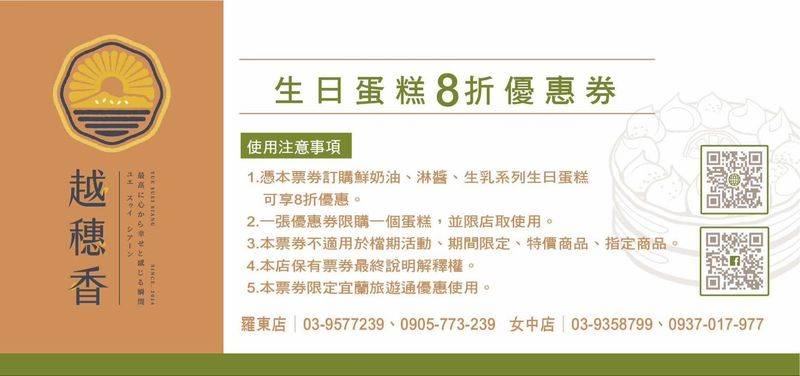 越穗香
YUE SUEI XIANG SINCE. 2014
最高に心から幸せと感じる瞬間
ユエ スゥイ シアーン
生日蛋糕8折優惠券
使用注意事項
1.憑本票券訂購鮮奶油、淋醬、生乳系列生日蛋糕
可享8折優惠。
2.一張優惠券限購一個蛋糕，並限店取使用。
3.本票券不適用於檔期活動、期間限定、特價商品、指定商品。
4.本店保有票券最終說明解釋權。
5.本票券限定宜蘭旅遊通優惠使用。
羅東店｜03-9577239、0905-773-239 女中店｜03-9358799、0937-017-977